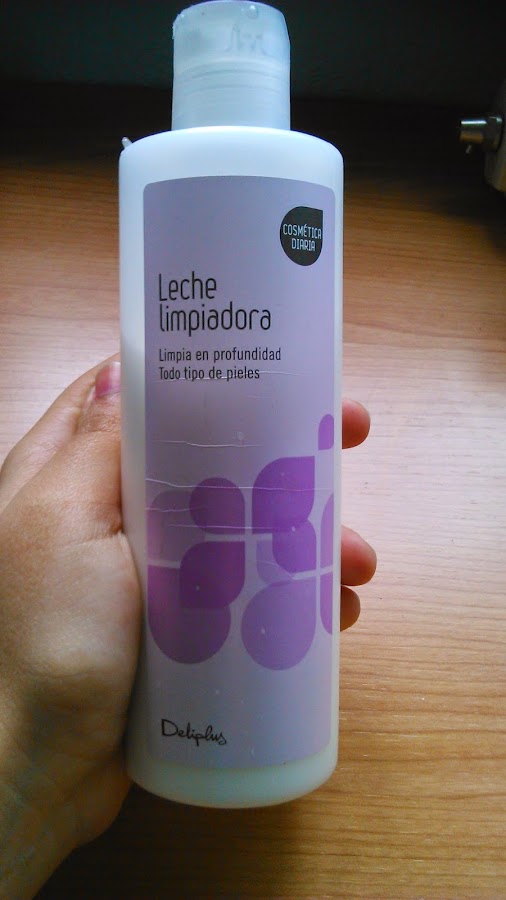 COSMÉTICA
DIARIA
Leche
limpiadora
Limpia en profundidad
Todo tipo de pieles
Deliplus